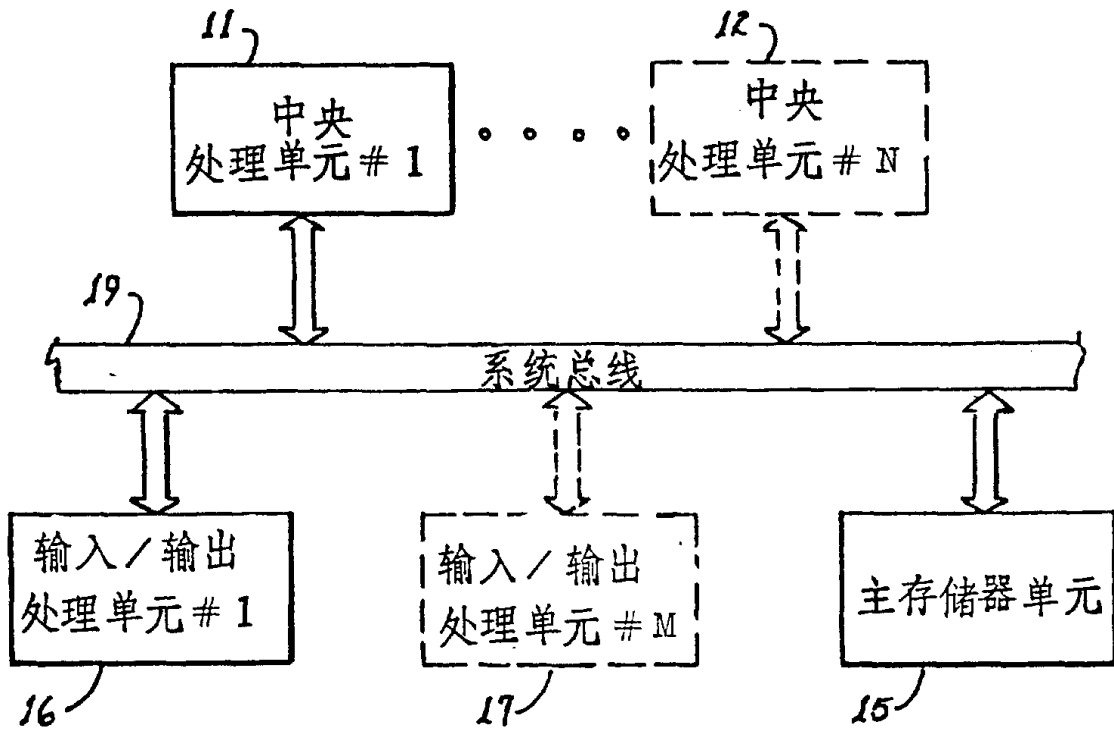 11
12
中央
处理单元#1
中央
处理单元#N
19
系统总线
输入/输出
处理单元#1
输入/输出
处理单元#M
主存储器单元
16
17
15